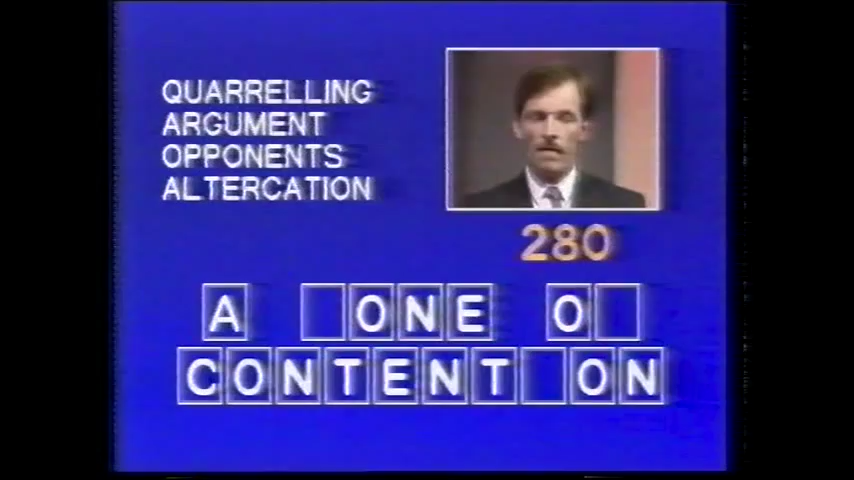 QUARRELLING
ARGUMENT
OPPONENTS
ALTERCATION
280
A ONE O
CONTENT ON